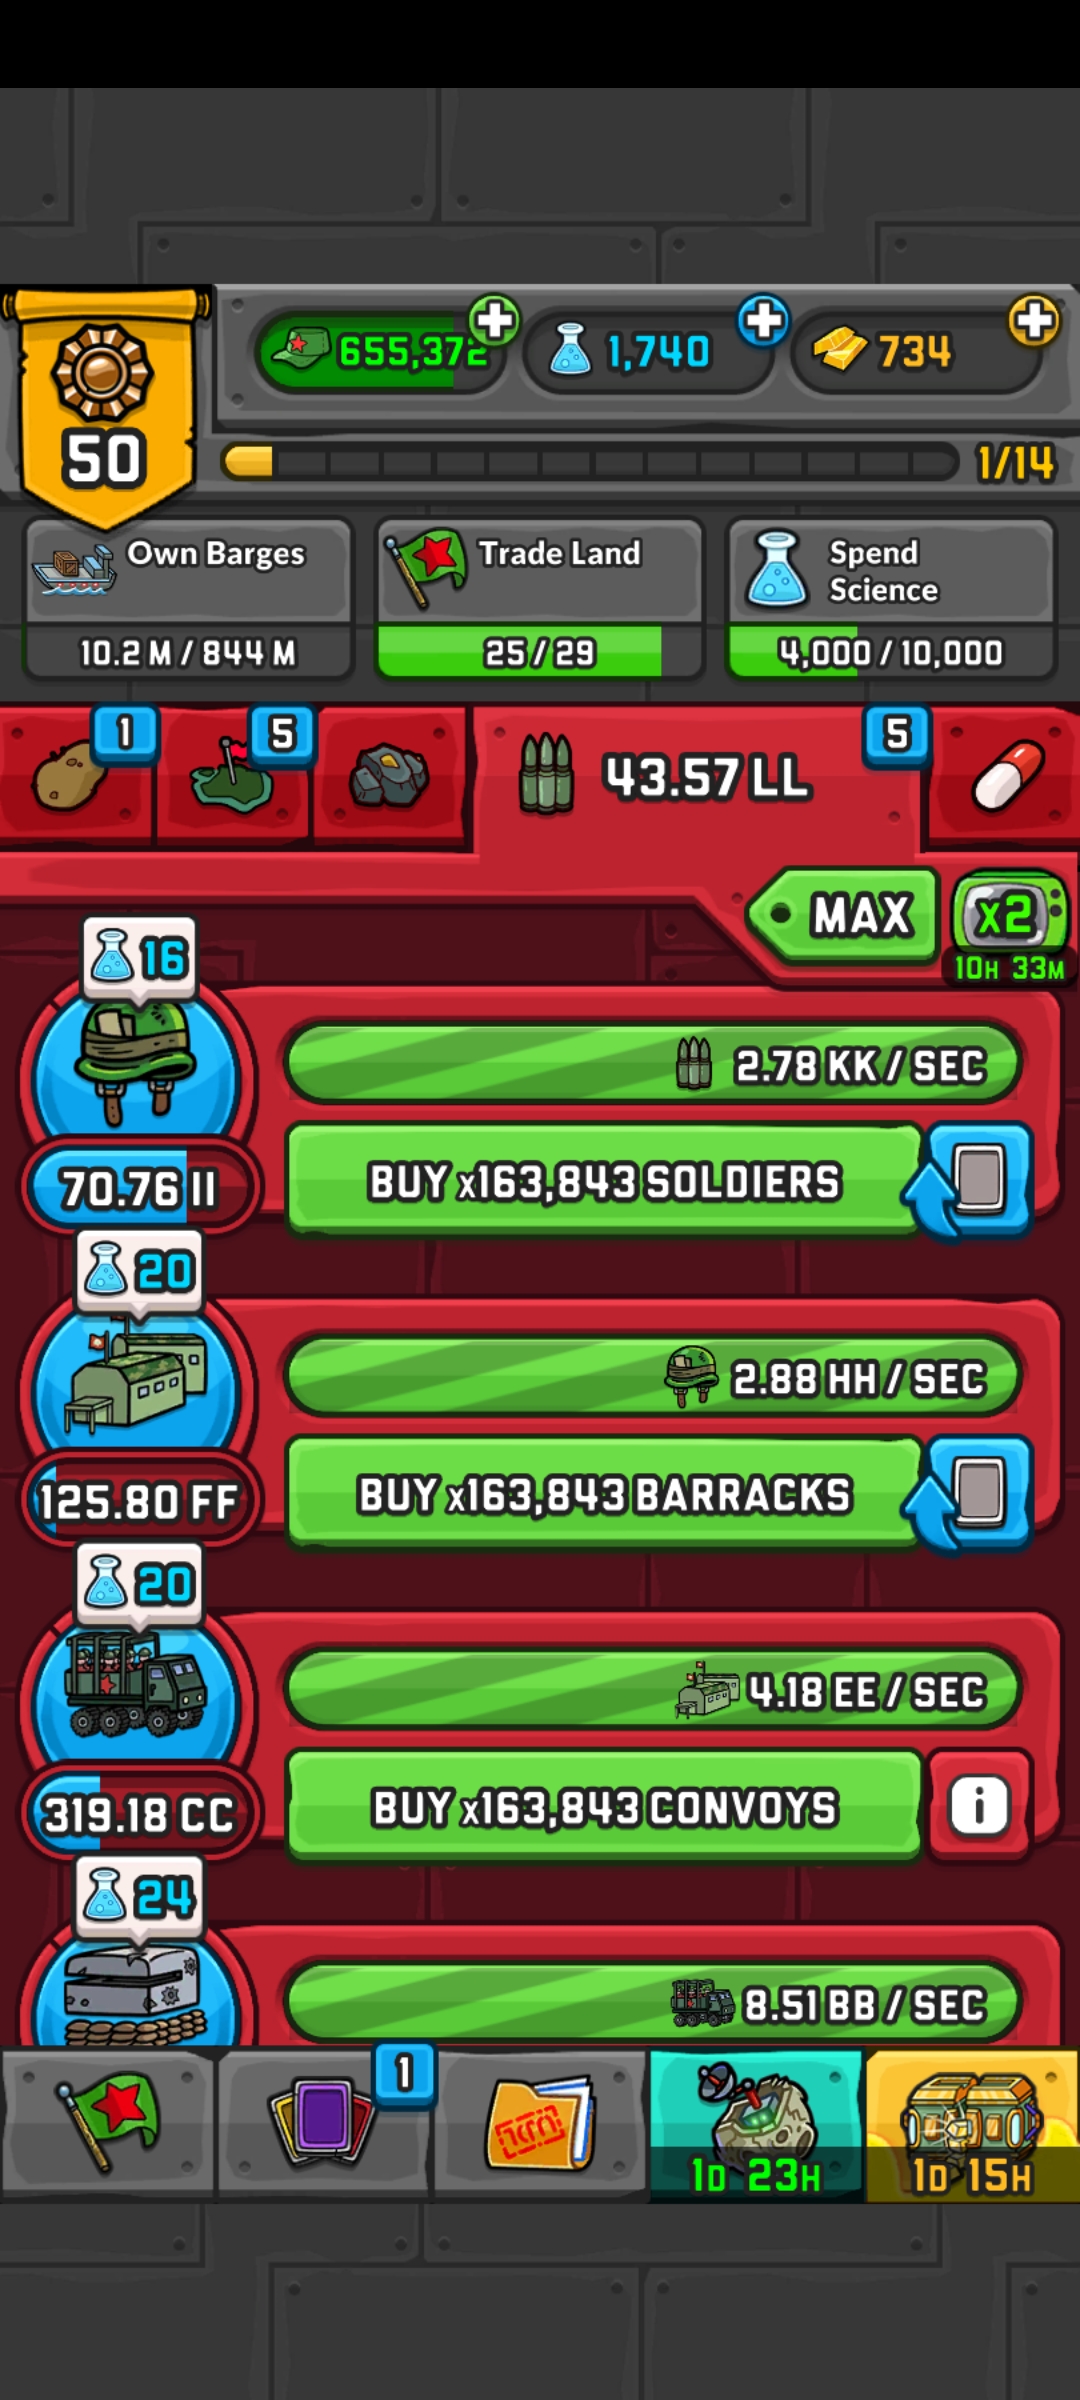 655,372
1,740
734
50
1/14
Own Barges
10.2 M / 844 M
Trade Land
25 / 29
Spend
Science
4,000 / 10,000
1
5
43.57 LL
5
MAX
x2
10H 33M
16
2.78 KK / SEC
70.76 II
BUY x163,843 SOLDIERS
20
2.88 HH / SEC
125.80 FF
BUY x163,843 BARRACKS
20
4.18 EE / SEC
319.18 CC
BUY x163,843 CONVOYS
i
24
8.51 BB / SEC
1
1D 23H
1D 15H